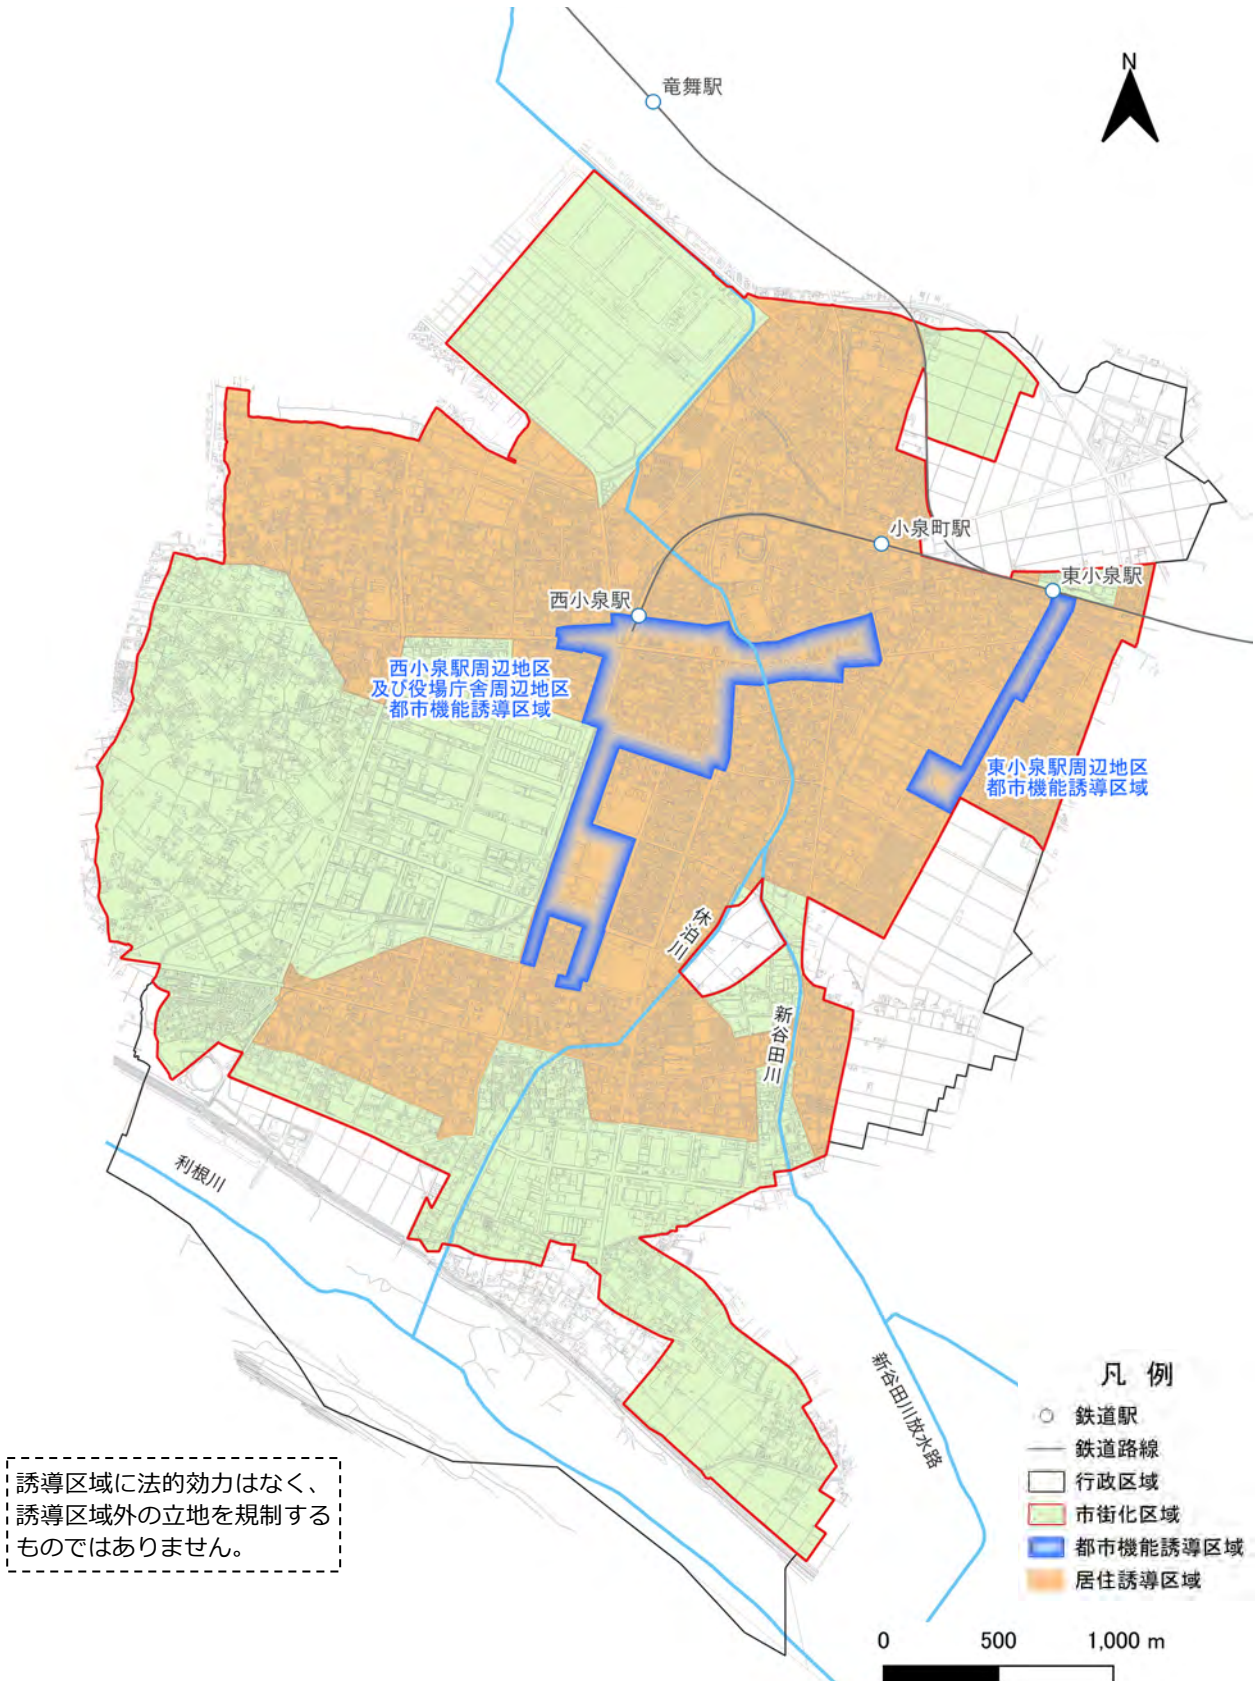 N
竜舞駅
小泉町駅
東小泉駅
西小泉駅
西小泉駅周辺地区
及び役場庁舎周辺地区
都市機能誘導区域
東小泉駅周辺地区
都市機能誘導区域
休泊川
新谷田川
利根川
新谷田川放水路
凡 例
鉄道駅
鉄道路線
行政区域
市街化区域
都市機能誘導区域
居住誘導区域
誘導区域に法的効力はなく、
誘導区域外の立地を規制する
ものではありません。
0 500 1,000 m